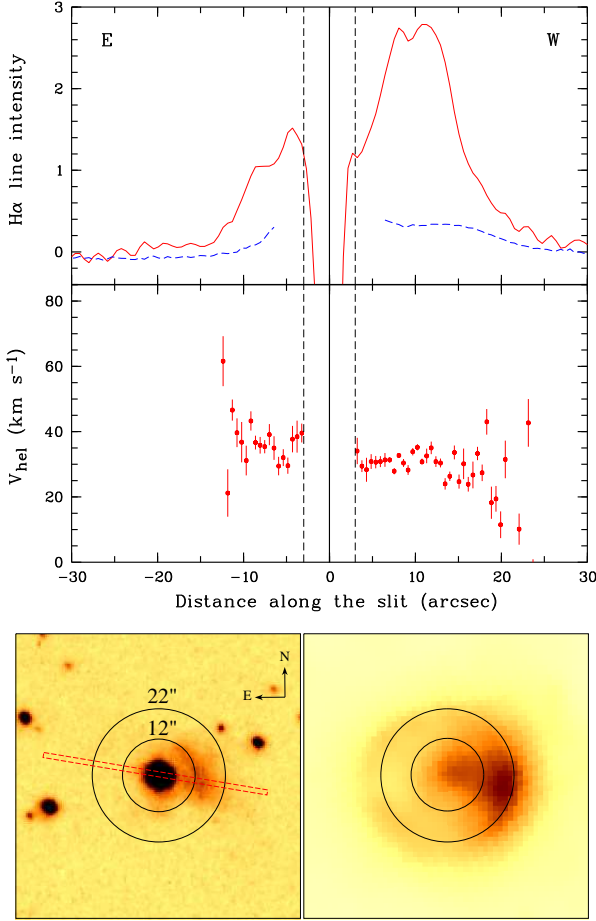 3
E
W
2
1
0
Hα line intensity
80
60
40
20
0
V_hel (km s⁻¹)
−30 −20 −10 0 10 20 30
Distance along the slit (arcsec)
N
E
22"
12"